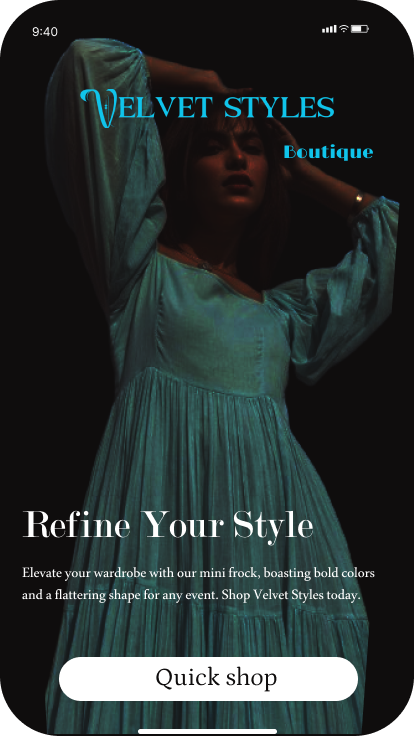 9:40
VELVET STYLES
Boutique
Refine Your Style
Elevate your wardrobe with our mini frock, boasting bold colors
and a flattering shape for any event. Shop Velvet Styles today.
Quick shop